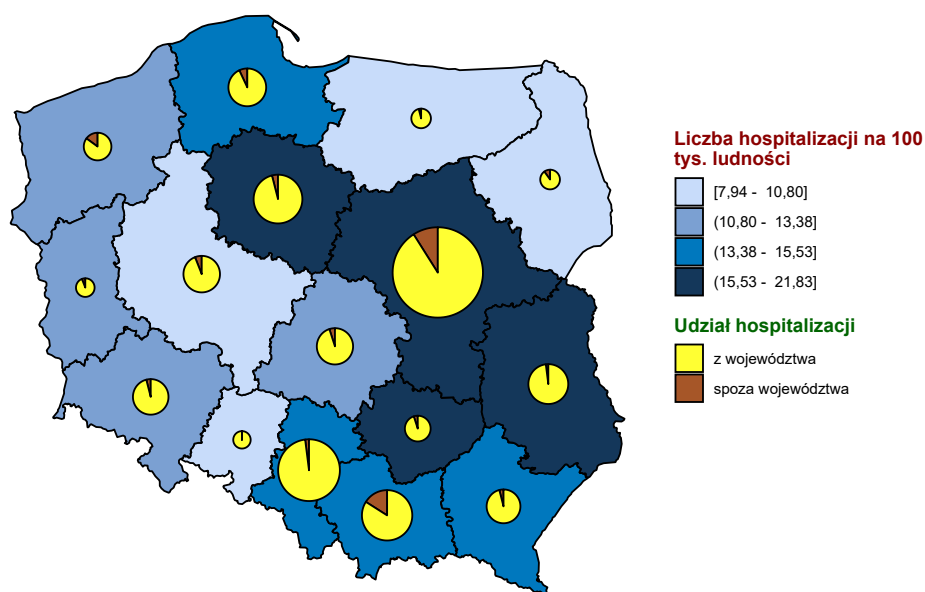 Liczba hospitalizacji na 100
tys. ludności
[7,94 - 10,80]
(10,80 - 13,38]
(13,38 - 15,53]
(15,53 - 21,83]
Udział hospitalizacji
z województwa
spoza województwa